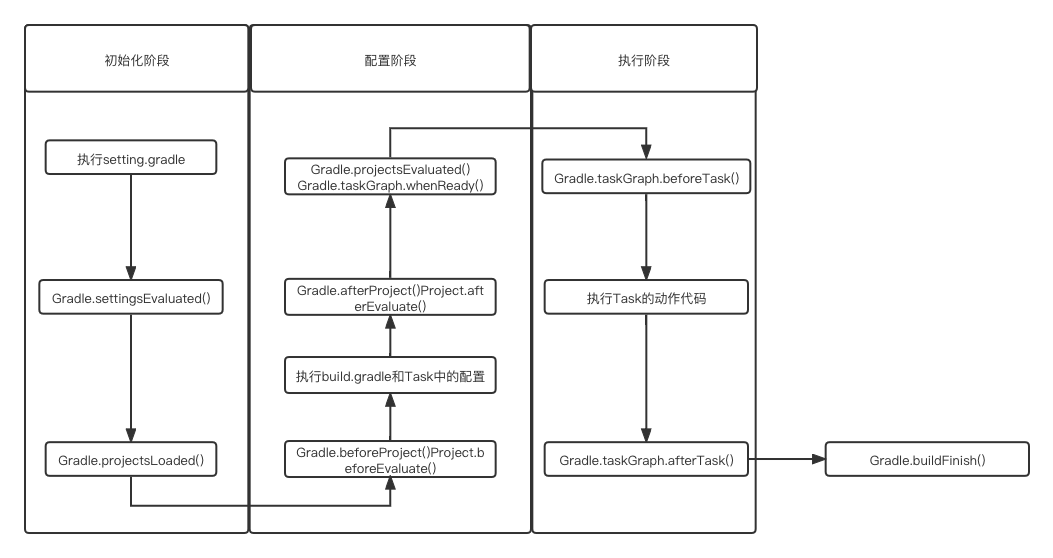 初始化阶段
配置阶段
执行阶段
执行setting.gradle
Gradle.settingsEvaluated()
Gradle.projectsLoaded()
Gradle.projectsEvaluated()
Gradle.taskGraph.whenReady()
Gradle.afterProject()Project.aft
erEvaluate()
执行build.gradle和Task中的配置
Gradle.beforeProject()Project.b
eforeEvaluate()
Gradle.taskGraph.beforeTask()
执行Task的动作代码
Gradle.taskGraph.afterTask()
Gradle.buildFinish()